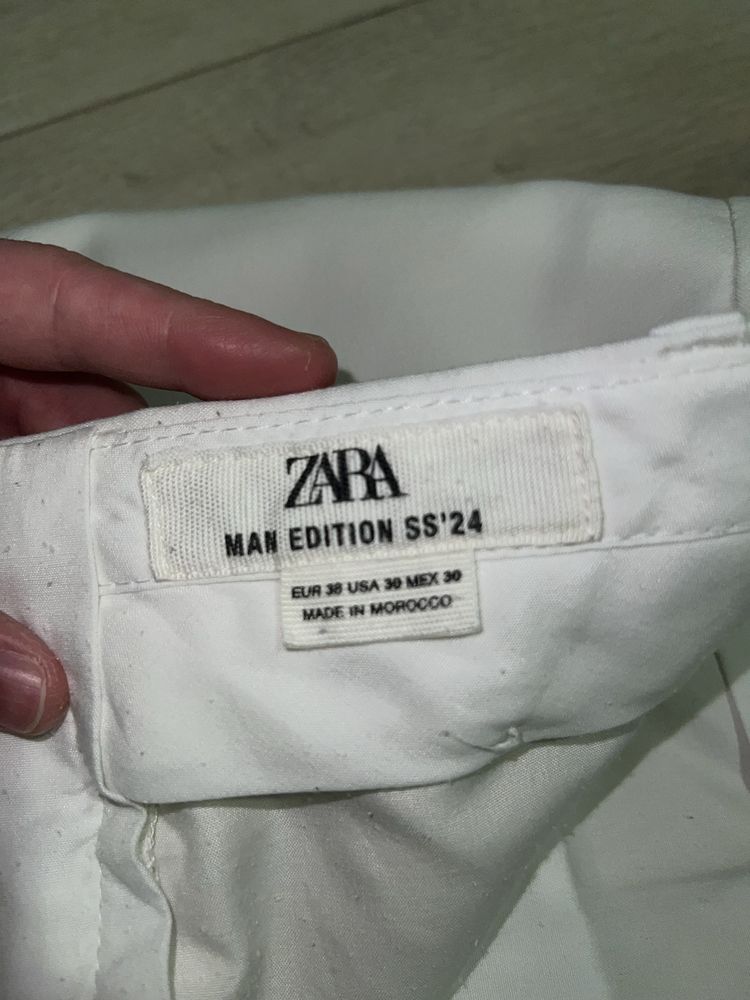 ZARA
MAN EDITION SS'24
EUR 38 USA 30 MEX 30
MADE IN MOROCCO